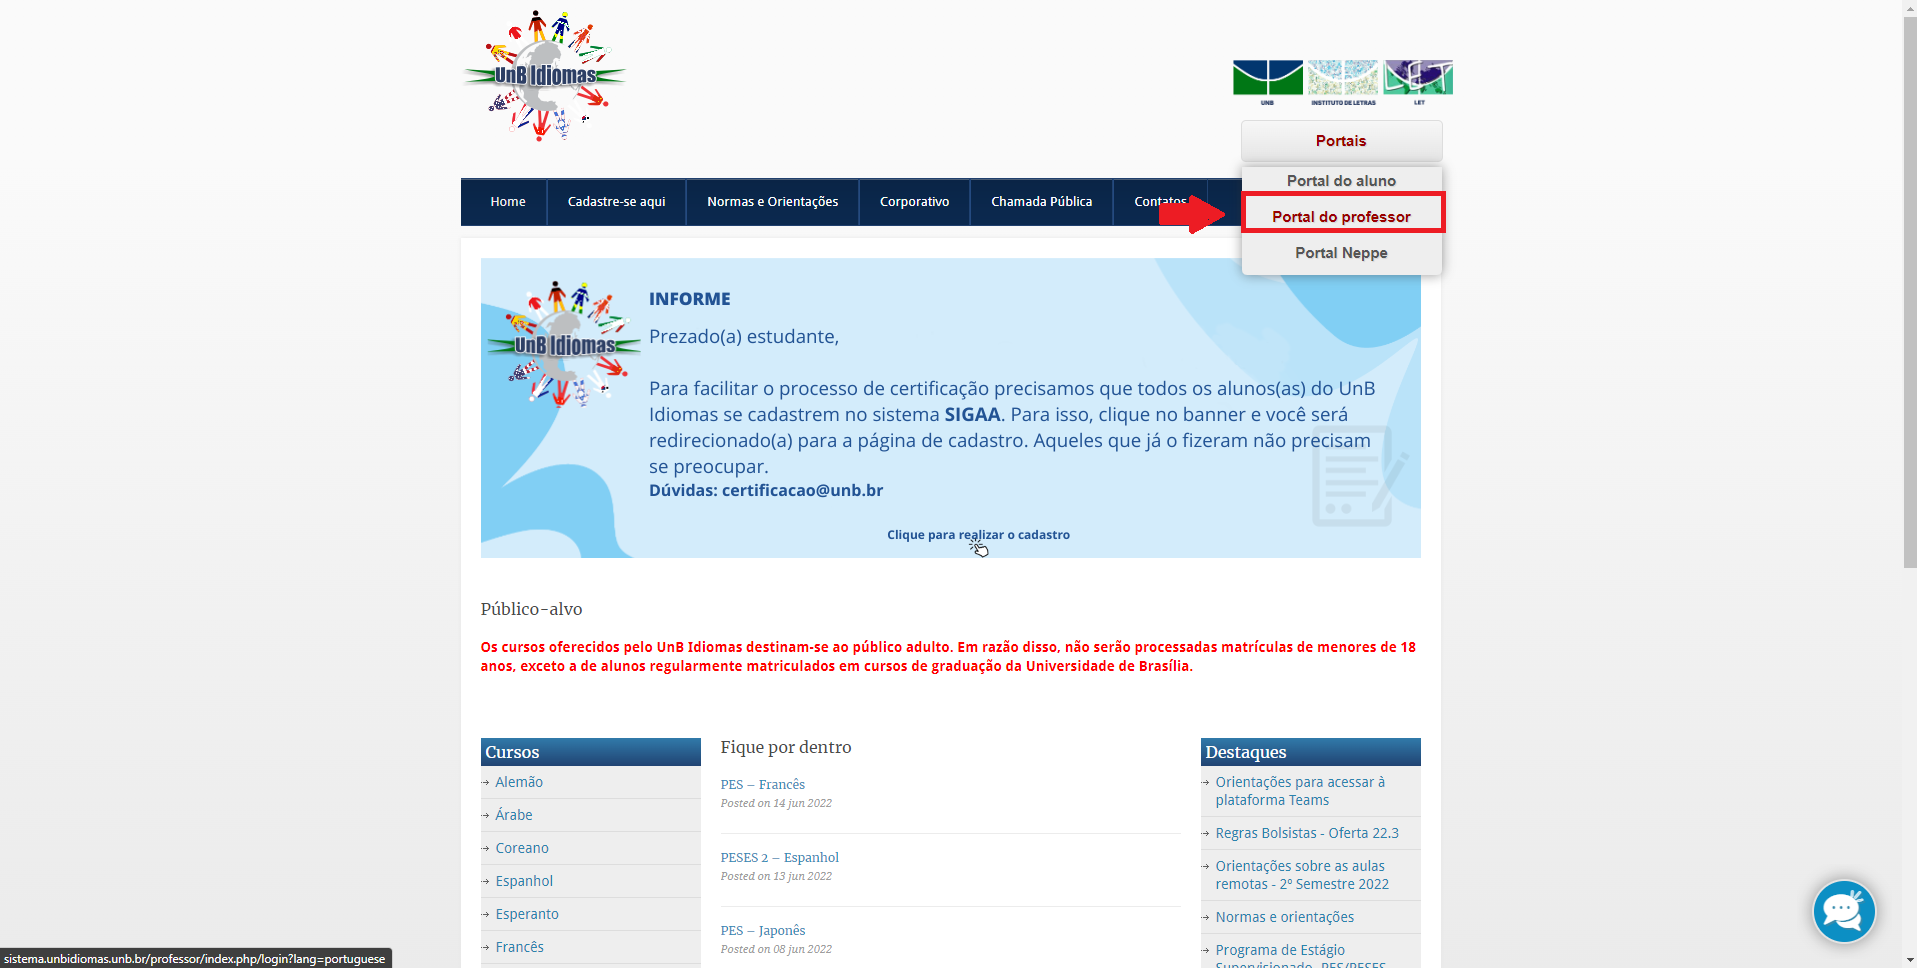 UnB Idiomas
UNB
INSTITUTO DE LETRAS
LET
Portais
Portal do aluno
Portal do professor
Portal Neppe
Home
Cadastre-se aqui
Normas e Orientações
Corporativo
Chamada Pública
Contatos
UnB Idiomas
INFORME
Prezado(a) estudante,
Para facilitar o processo de certificação precisamos que todos os alunos(as) do UnB
Idiomas se cadastrem no sistema SIGAA. Para isso, clique no banner e você será
redirecionado(a) para a página de cadastro. Aqueles que já o fizeram não precisam
se preocupar.
Dúvidas: certificacao@unb.br
Clique para realizar o cadastro
Público-alvo
Os cursos oferecidos pelo UnB Idiomas destinam-se ao público adulto. Em razão disso, não serão processadas matrículas de menores de 18
anos, exceto a de alunos regularmente matriculados em cursos de graduação da Universidade de Brasília.
Cursos
Alemão
Árabe
Coreano
Espanhol
Esperanto
Francês
Fique por dentro
PES – Francês
Posted on 14 jun 2022
PESES 2 – Espanhol
Posted on 13 jun 2022
PES – Japonês
Posted on 08 jun 2022
Destaques
Orientações para acessar à
plataforma Teams
Regras Bolsistas - Oferta 22.3
Orientações sobre as aulas
remotas - 2º Semestre 2022
Normas e orientações
Programa de Estágio
Supervisionado- PES/PESES
sistema.unbidiomas.unb.br/professor/index.php/login?lang=portuguese